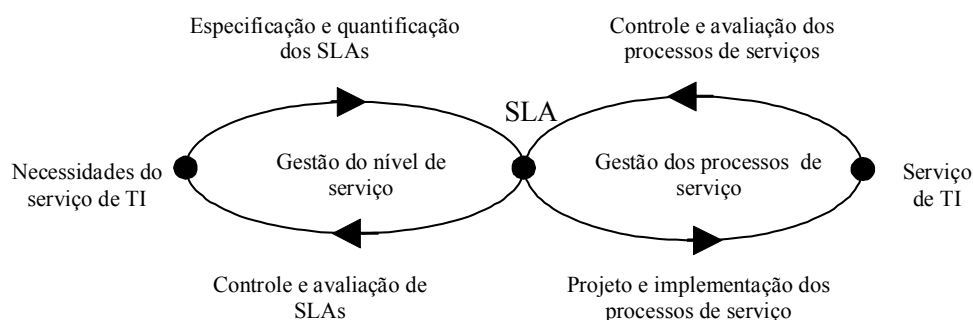 Especificação e quantificação
dos SLAs
Controle e avaliação dos
processos de serviços
SLA
Necessidades do
serviço de TI
Gestão do nível de
serviço
Gestão dos processos de
serviço
Serviço
de TI
Controle e avaliação de
SLAs
Projeto e implementação dos
processos de serviço